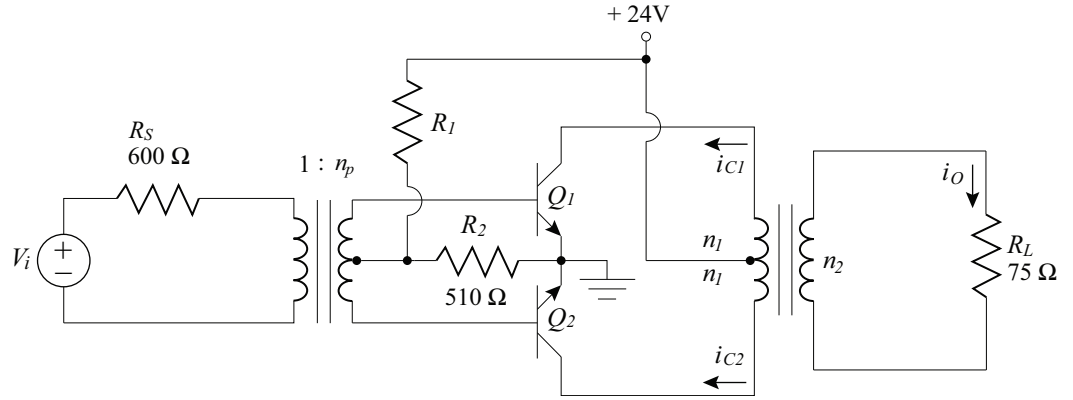 + 24V
R1
RS
600 Ω
1 : np
iC1
iO
Q1
R2
n1
Vi
+
−
n1
n2
RL
75 Ω
510 Ω
Q2
iC2